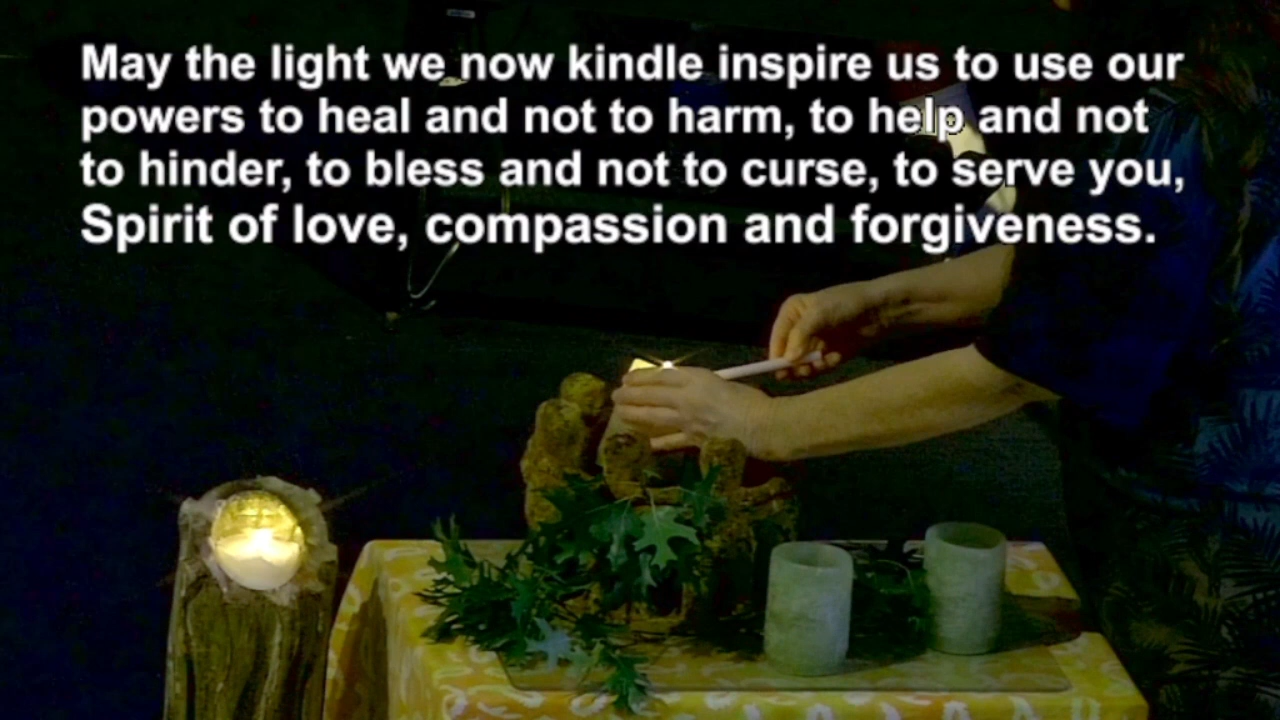 May the light we now kindle inspire us to use our
powers to heal and not to harm, to help and not
to hinder, to bless and not to curse, to serve you,
Spirit of love, compassion and forgiveness.